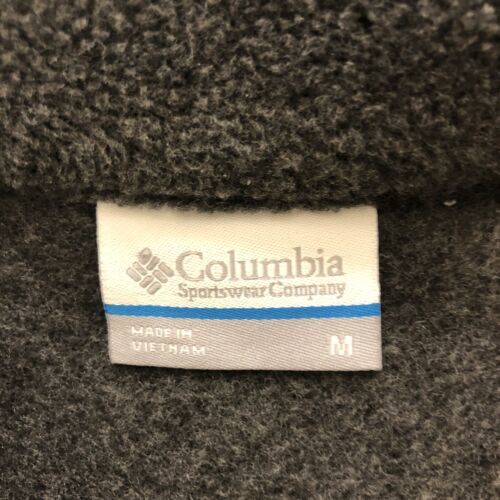 Columbia
Sportswear Company
MADE IN
VIETNAM
M